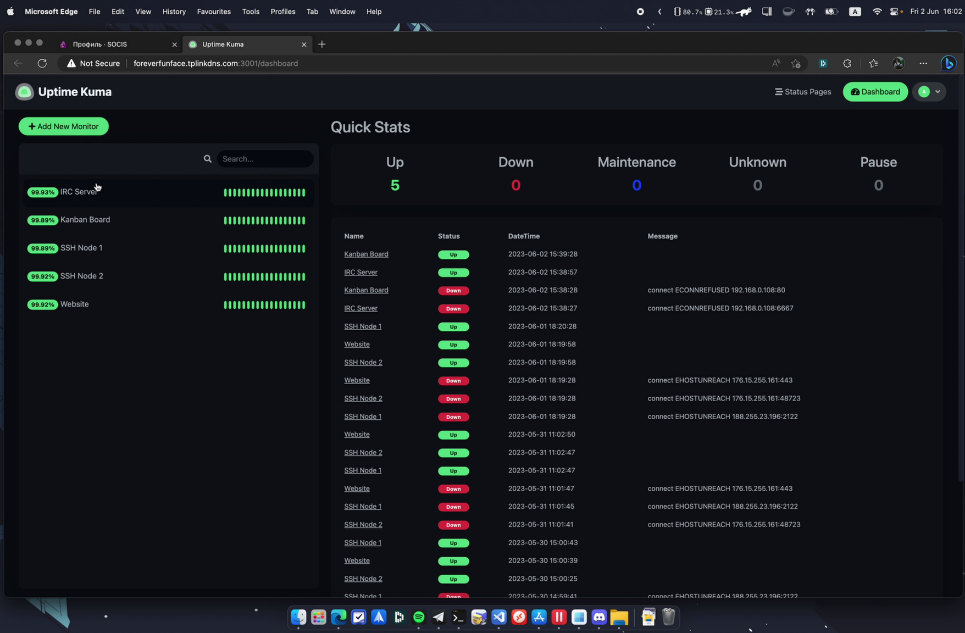 Microsoft Edge File Edit View History Favourites Tools Profiles Tab Window Help 80.7% 21.3% A Fri 2 Jun 16:02
Профиль · SOCIS Uptime Kuma
Not Secure foreverfunface.tplinkdns.com:3001/dashboard
Uptime Kuma Status Pages Dashboard
+ Add New Monitor
Search...
99.93% IRC Server
99.89% Kanban Board
99.89% SSH Node 1
99.92% SSH Node 2
99.92% Website
Quick Stats
Up Down Maintenance Unknown Pause
5 0 0 0 0
Name Status DateTime Message
Kanban Board Up 2023-06-02 15:39:28
IRC Server Up 2023-06-02 15:38:57
Kanban Board Down 2023-06-02 15:38:28 connect ECONNREFUSED 192.168.0.108:80
IRC Server Down 2023-06-02 15:38:27 connect ECONNREFUSED 192.168.0.108:6667
SSH Node 1 Up 2023-06-01 18:20:28
Website Up 2023-06-01 18:19:58
SSH Node 2 Up 2023-06-01 18:19:58
Website Down 2023-06-01 18:19:28 connect EHOSTUNREACH 176.15.255.161:443
SSH Node 2 Down 2023-06-01 18:19:28 connect EHOSTUNREACH 176.15.255.161:48723
SSH Node 1 Down 2023-06-01 18:19:28 connect EHOSTUNREACH 188.255.23.196:2122
Website Up 2023-05-31 11:02:50
SSH Node 2 Up 2023-05-31 11:02:47
SSH Node 1 Up 2023-05-31 11:02:47
Website Down 2023-05-31 11:01:47 connect EHOSTUNREACH 176.15.255.161:443
SSH Node 1 Down 2023-05-31 11:01:45 connect EHOSTUNREACH 188.255.23.196:2122
SSH Node 2 Down 2023-05-31 11:01:41 connect EHOSTUNREACH 176.15.255.161:48723
SSH Node 1 Up 2023-05-30 15:00:43
Website Up 2023-05-30 15:00:39
SSH Node 2 Up 2023-05-30 15:00:25
SSH Node 1 Down 2023-05-30 14:59:41 connect EHOSTUNREACH 188.255.23.196:2122